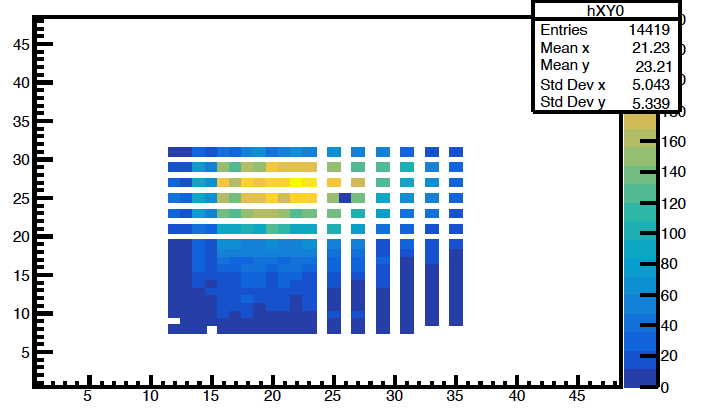 hXY0
Entries 14419
Mean x 21.23
Mean y 23.21
Std Dev x 5.043
Std Dev y 5.339
45
40
35
30
25
20
15
10
5
5 10 15 20 25 30 35 40 45
160
140
120
100
80
60
40
20
0